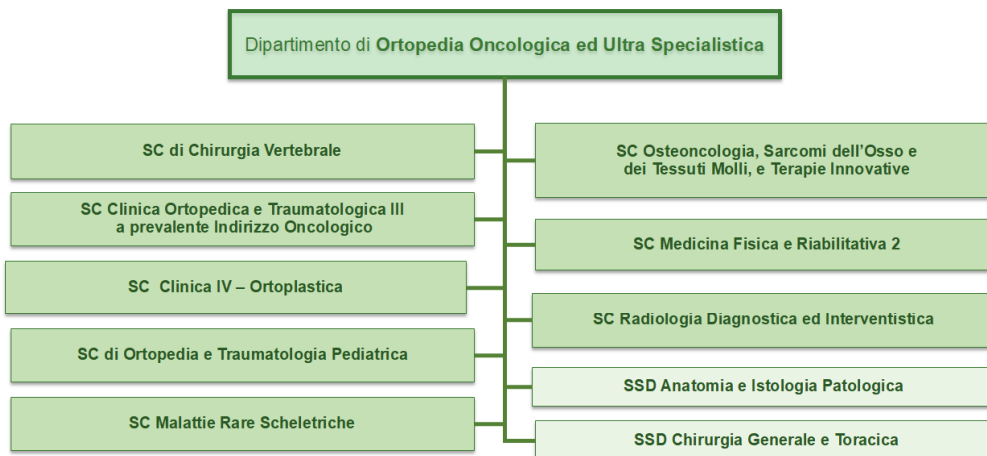 Dipartimento di Ortopedia Oncologica ed Ultra Specialistica
SC di Chirurgia Vertebrale
SC Clinica Ortopedica e Traumatologica III
a prevalente Indirizzo Oncologico
SC Clinica IV – Ortoplastica
SC di Ortopedia e Traumatologia Pediatrica
SC Malattie Rare Scheletriche
SC Osteoncologia, Sarcomi dell’Osso e
dei Tessuti Molli, e Terapie Innovative
SC Medicina Fisica e Riabilitativa 2
SC Radiologia Diagnostica ed Interventistica
SSD Anatomia e Istologia Patologica
SSD Chirurgia Generale e Toracica